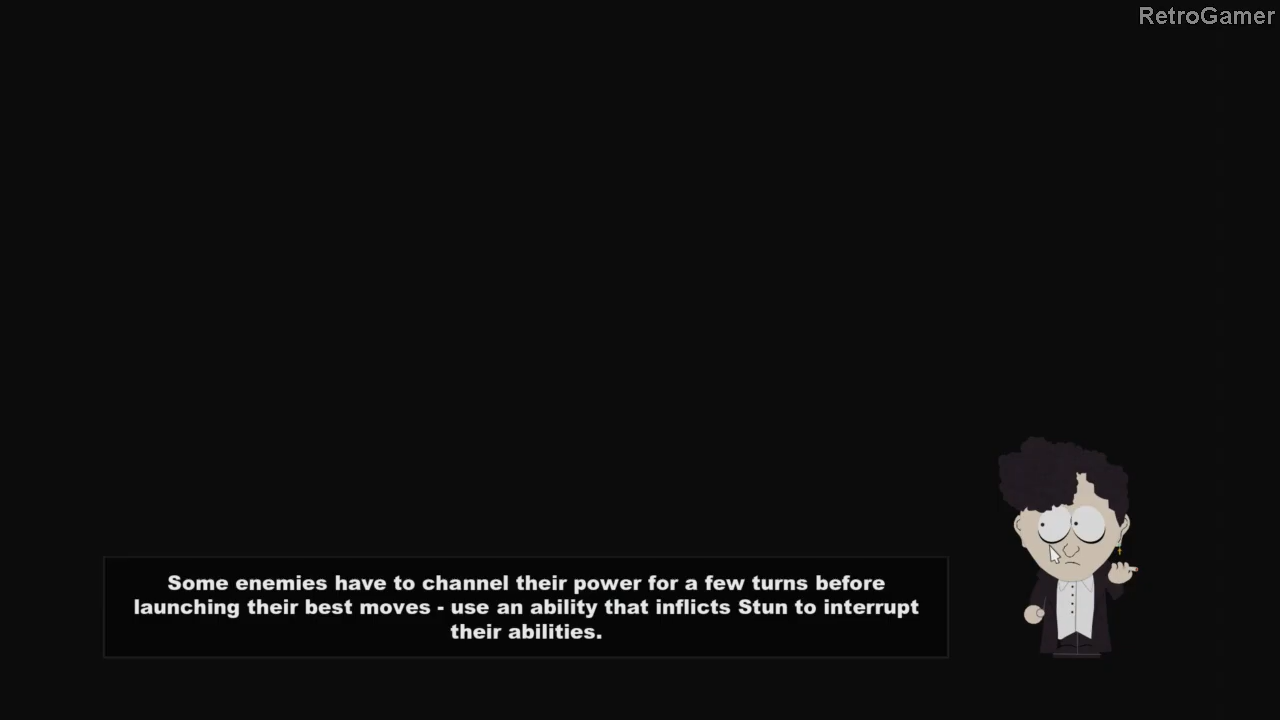 RetroGamer
Some enemies have to channel their power for a few turns before
launching their best moves - use an ability that inflicts Stun to interrupt
their abilities.